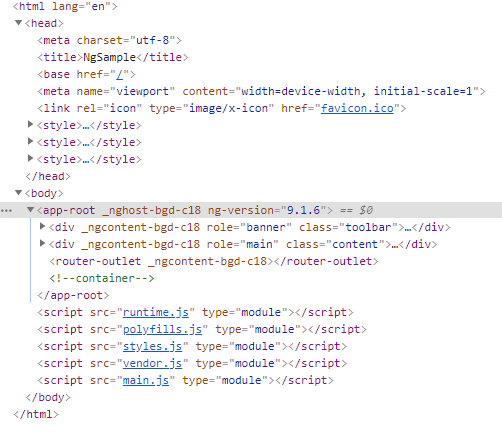 <html lang="en">
▼<head>
<meta charset="utf-8">
<title>NgSample</title>
<base href="/">
<meta name="viewport" content="width=device-width, initial-scale=1">
<link rel="icon" type="image/x-icon" href="favicon.ico">
▶<style>…</style>
▶<style>…</style>
▶<style>…</style>
</head>
▼<body>
… ▼<app-root _nghost-bgd-c18 ng-version="9.1.6"> == $0
▶<div _ngcontent-bgd-c18 role="banner" class="toolbar">…</div>
▶<div _ngcontent-bgd-c18 role="main" class="content">…</div>
<router-outlet _ngcontent-bgd-c18></router-outlet>
<!--container-->
</app-root>
<script src="runtime.js" type="module"></script>
<script src="polyfills.js" type="module"></script>
<script src="styles.js" type="module"></script>
<script src="vendor.js" type="module"></script>
<script src="main.js" type="module"></script>
</body>
</html>